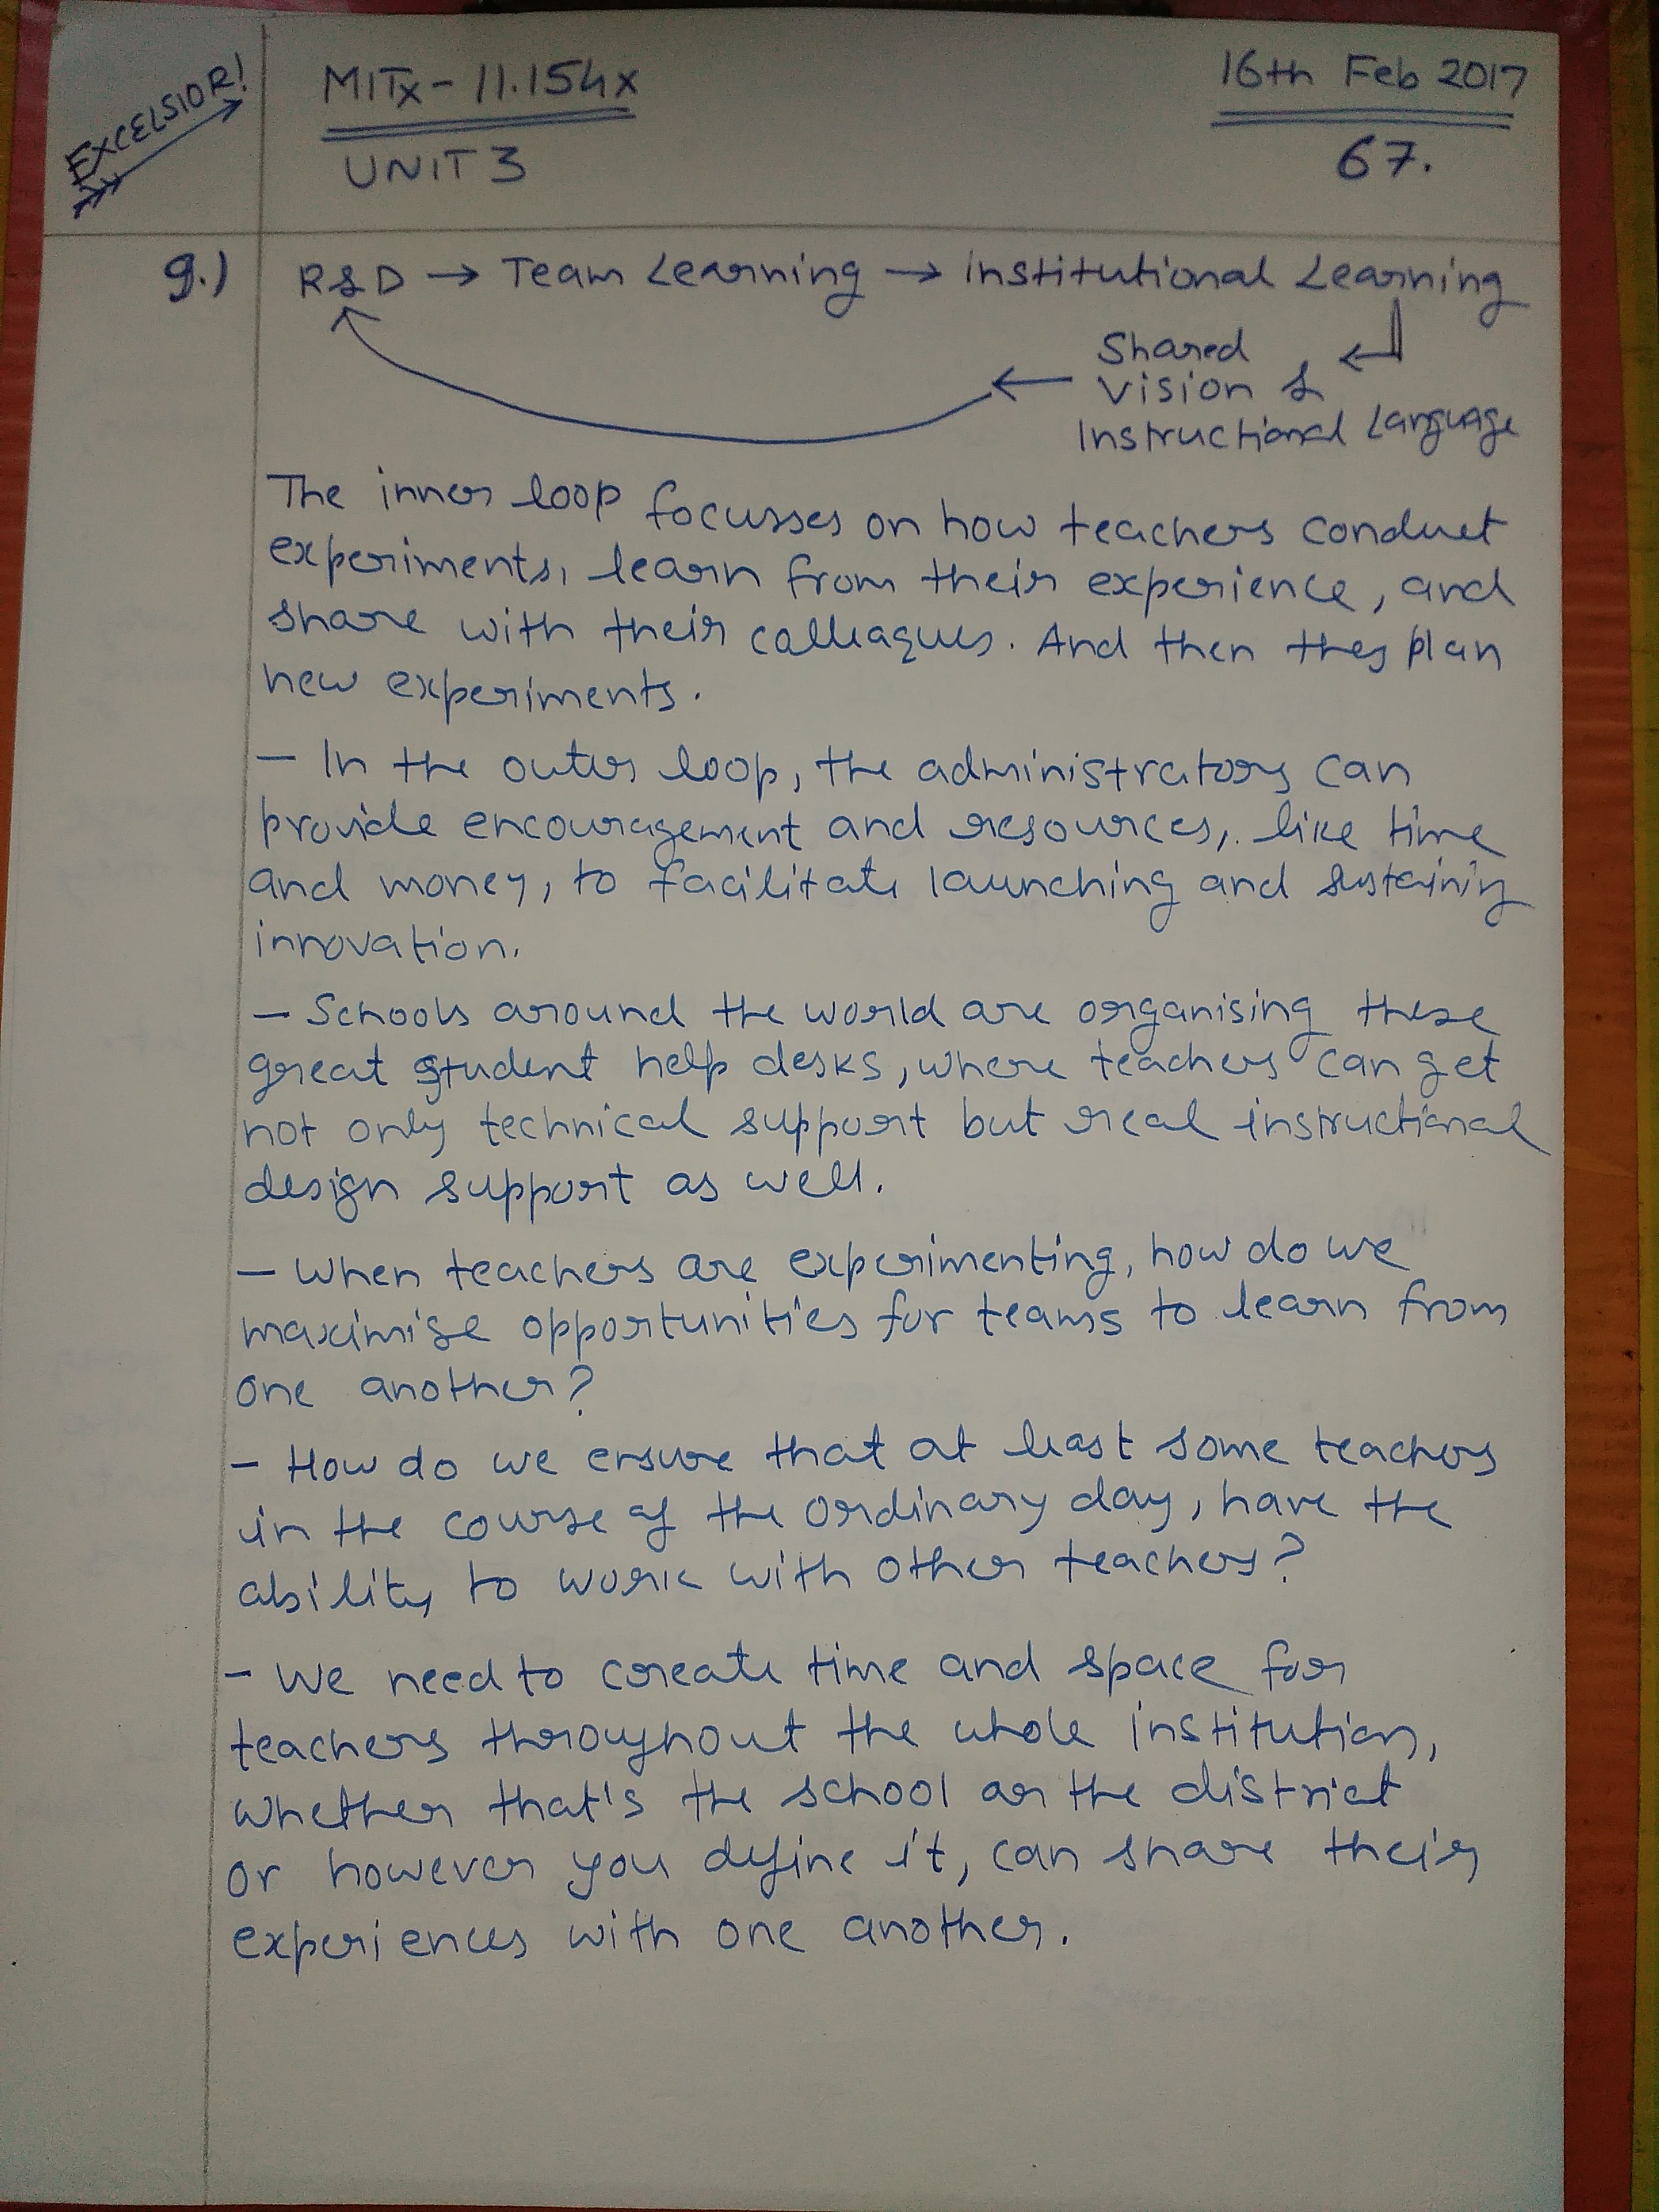 EXCELSIOR!
MITx - 11.154x
16th Feb 2017
UNIT 3
67.
9.) R&D → Team Learning → Institutional Learning
Shared
Vision &
Instructional Language
The inner loop focusses on how teachers conduct
experiments, learn from their experience, and
share with their colleagues. And then they plan
new experiments.
- In the outer loop, the administrators can
provide encouragement and resources, like time
and money, to facilitate launching and sustaining
innovation.
- Schools around the world are organising these
great student help desks, where teachers can get
not only technical support but real instructional
design support as well.
- When teachers are experimenting, how do we
maximise opportunities for teams to learn from
one another?
- How do we ensure that at least some teachers
in the course of the ordinary day, have the
ability to work with other teachers?
- We need to create time and space for
teachers throughout the whole institution,
whether that's the school or the district
or however you define it, can share their
experiences with one another.